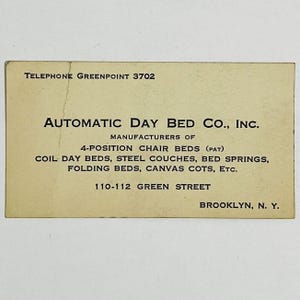 Telephone Greenpoint 3702
Automatic Day Bed Co., Inc.
MANUFACTURERS OF
4-POSITION CHAIR BEDS (PAT)
COIL DAY BEDS, STEEL COUCHES, BED SPRINGS,
FOLDING BEDS, CANVAS COTS, Etc.
110-112 GREEN STREET
BROOKLYN, N. Y.